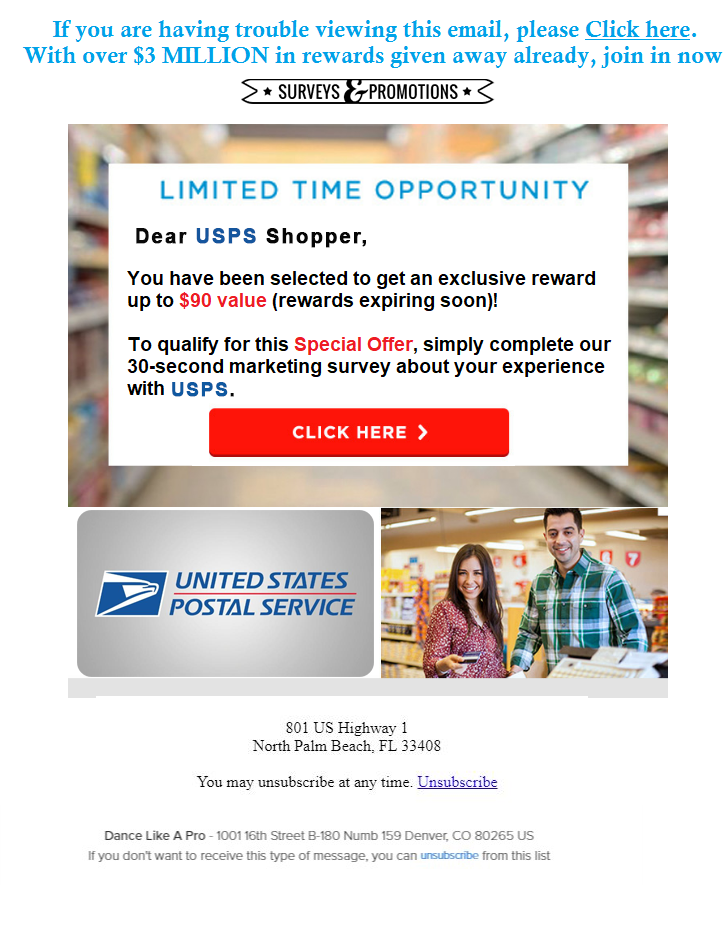 If you are having trouble viewing this email, please Click here.
With over $3 MILLION in rewards given away already, join in now
★ SURVEYS & PROMOTIONS ★
LIMITED TIME OPPORTUNITY
Dear USPS Shopper,
You have been selected to get an exclusive reward
up to $90 value (rewards expiring soon)!
To qualify for this Special Offer, simply complete our
30-second marketing survey about your experience
with USPS.
CLICK HERE >
UNITED STATES
POSTAL SERVICE
6 7
801 US Highway 1
North Palm Beach, FL 33408
You may unsubscribe at any time. Unsubscribe
Dance Like A Pro - 1001 16th Street B-180 Numb 159 Denver, CO 80265 US
If you don't want to receive this type of message, you can unsubscribe from this list